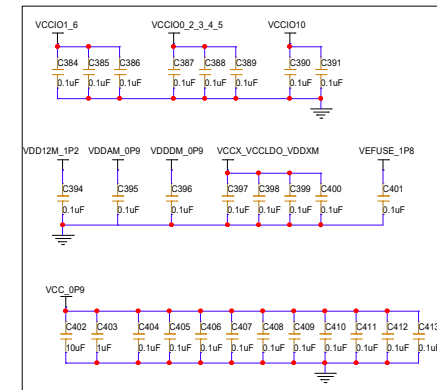 VCCIO1_6 VCCIO0_2_3_4_5 VCCIO10
C384 C385 C386 C387 C388 C389 C390 C391
0.1uF 0.1uF 0.1uF 0.1uF 0.1uF 0.1uF 0.1uF 0.1uF
VDD12M_1P2 VDDAM_0P9 VDDDM_0P9 VCCX_VCCLDO_VDDXM VEFUSE_1P8
C394 C395 C396 C397 C398 C399 C400 C401
0.1uF 0.1uF 0.1uF 0.1uF 0.1uF 0.1uF 0.1uF 0.1uF
VCC_0P9
C402 C403 C404 C405 C406 C407 C408 C409 C410 C411 C412 C413
10uF 1uF 0.1uF 0.1uF 0.1uF 0.1uF 0.1uF 0.1uF 0.1uF 0.1uF 0.1uF 0.1uF